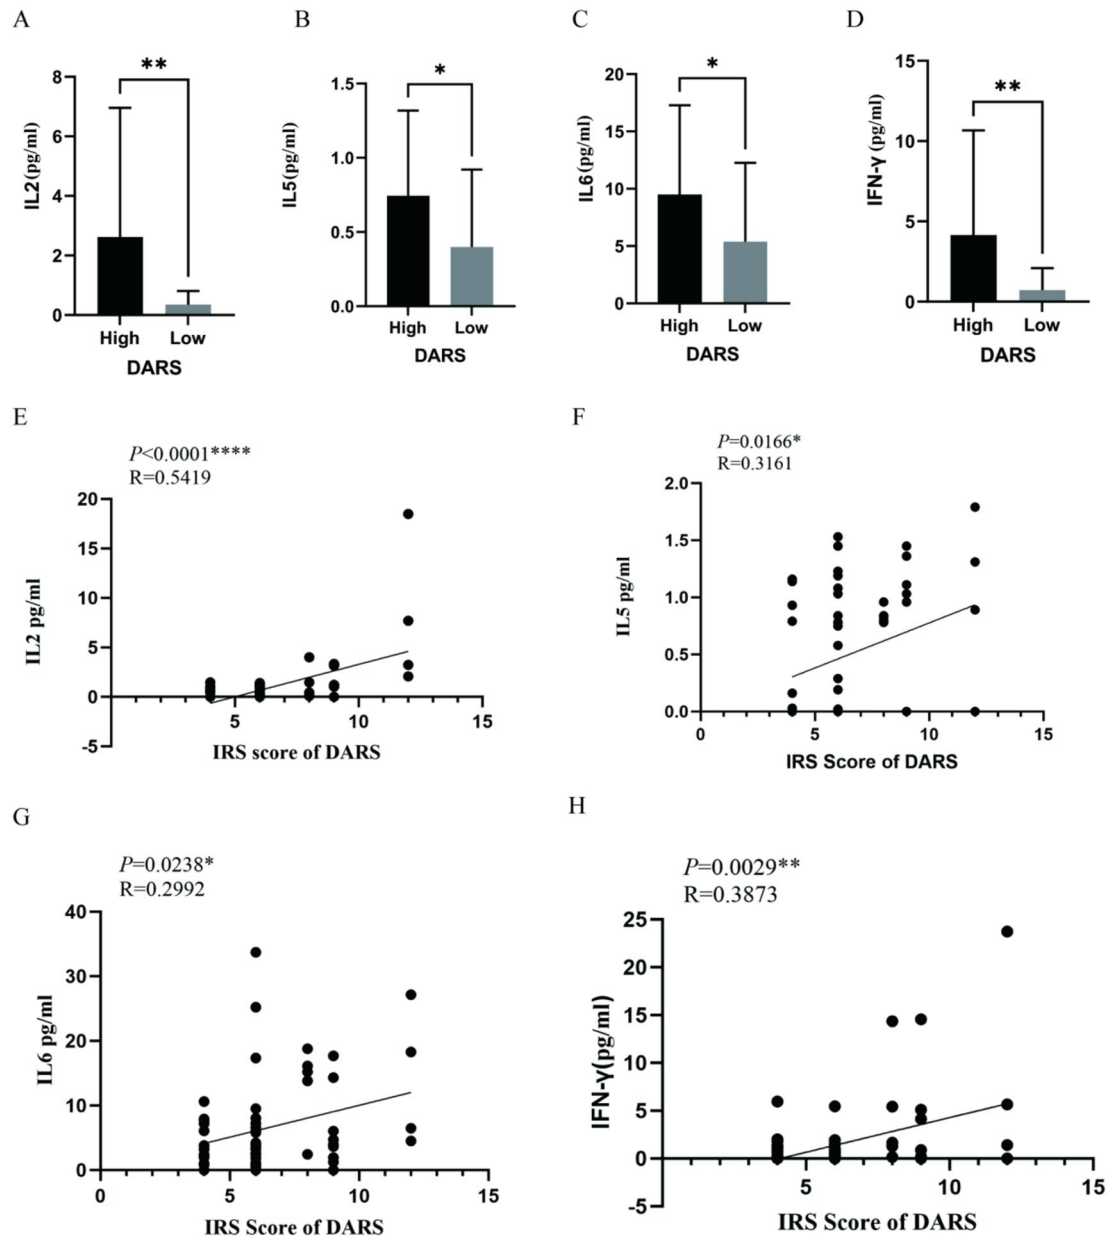 A
B
C
D
**
8
6
4
2
0
IL2(pg/ml)
High
Low
DARS
*
1.5
1.0
0.5
0.0
IL5(pg/ml)
High
Low
DARS
*
20
15
10
5
0
IL6(pg/ml)
High
Low
DARS
**
15
10
5
0
IFN-γ (pg/ml)
High
Low
DARS
E
P<0.0001****
R=0.5419
20
15
10
5
0
-5
IL2 pg/ml
5
10
15
IRS score of DARS
F
P=0.0166*
R=0.3161
2.0
1.5
1.0
0.5
0.0
IL5 pg/ml
0
5
10
15
IRS Score of DARS
G
P=0.0238*
R=0.2992
40
30
20
10
0
IL6 pg/ml
0
5
10
15
IRS Score of DARS
H
P=0.0029**
R=0.3873
25
20
15
10
5
0
-5
IFN-γ(pg/ml)
5
10
15
IRS Score of DARS